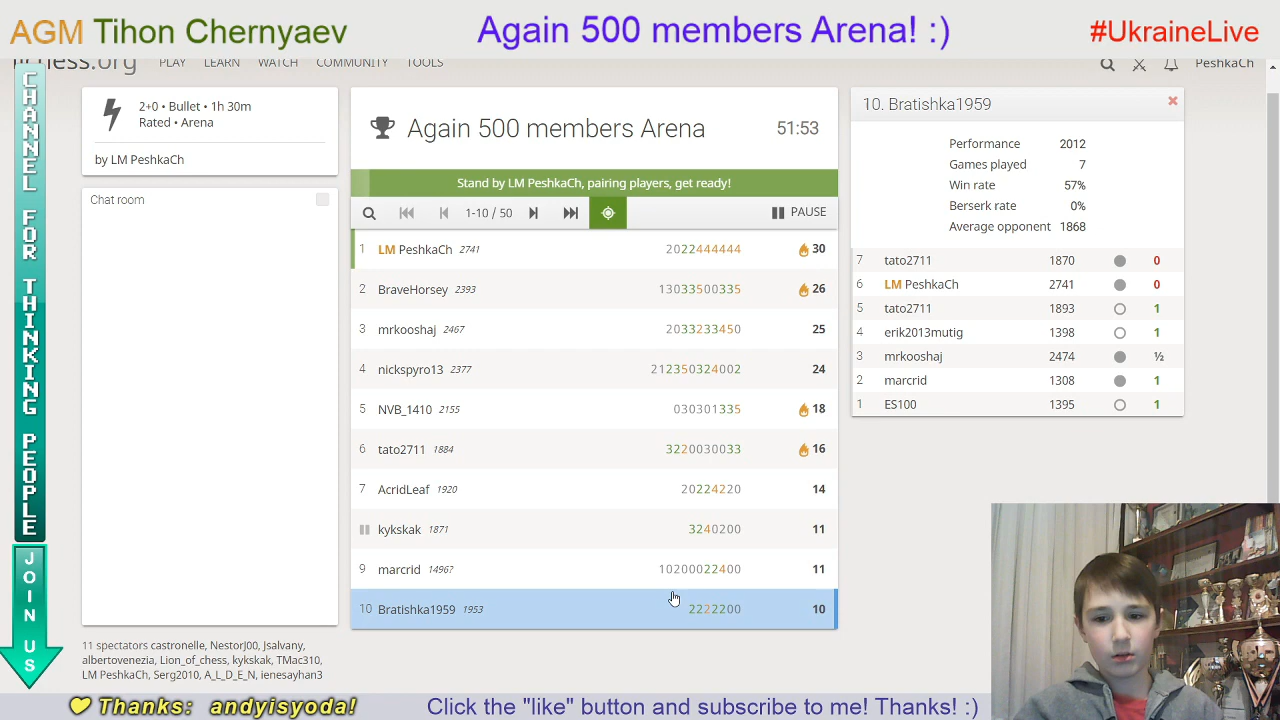 AGM Tihon Chernyaev
Again 500 members Arena! :)
#UkraineLive
lichess.org PLAY LEARN WATCH COMMUNITY TOOLS PeshkaCh
CHANNEL FOR THINKING PEOPLE
JOIN US
2+0 • Bullet • 1h 30m
Rated • Arena
by LM PeshkaCh
Chat room
11 spectators castronelle, NestorJ00, Jsalvany,
albertovenezia, Lion_of_chess, kykskak, TMac310,
LM PeshkaCh, Serg2010, A_L_D_E_N, ienesayhan3
Again 500 members Arena 51:53
Stand by LM PeshkaCh, pairing players, get ready!
1-10 / 50 PAUSE
1 LM PeshkaCh 2741 2022444444 30
2 BraveHorsey 2393 13033500335 26
3 mrkooshaj 2467 2033233450 25
4 nickspyro13 2377 212350324002 24
5 NVB_1410 2155 030301335 18
6 tato2711 1884 3220030033 16
7 AcridLeaf 1920 20224220 14
kykskak 1871 3240200 11
9 marcrid 1496? 10200022400 11
10 Bratishka1959 1953 2222200 10
10. Bratishka1959
Performance 2012
Games played 7
Win rate 57%
Berserk rate 0%
Average opponent 1868
7 tato2711 1870 0
6 LM PeshkaCh 2741 0
5 tato2711 1893 1
4 erik2013mutig 1398 1
3 mrkooshaj 2474 ½
2 marcrid 1308 1
1 ES100 1395 1
Thanks: andyisyoda!
Click the "like" button and subscribe to me! Thanks! :)